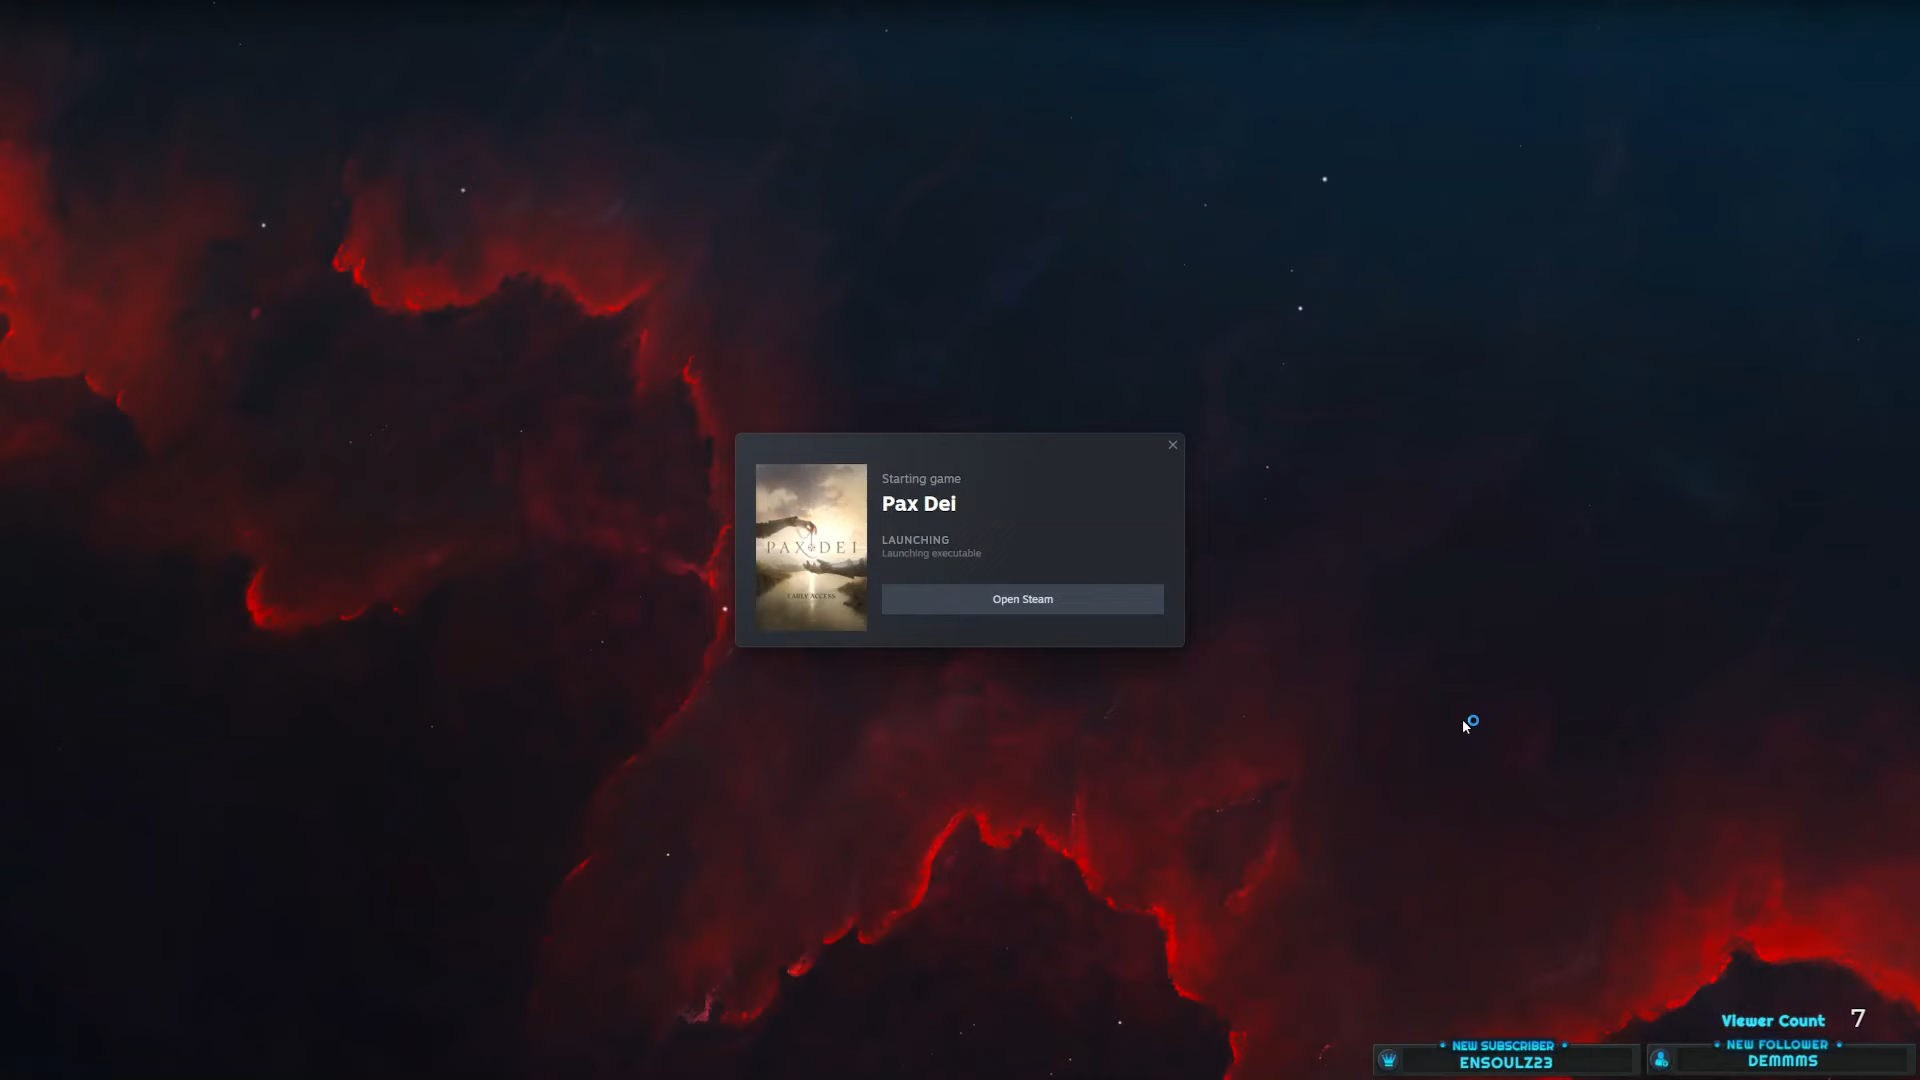 Starting game
Pax Dei
LAUNCHING
Launching executable
PAX DEI
EARLY ACCESS
Open Steam
Viewer Count 7
NEW SUBSCRIBER
ENSOULZ23
NEW FOLLOWER
DEMMMS